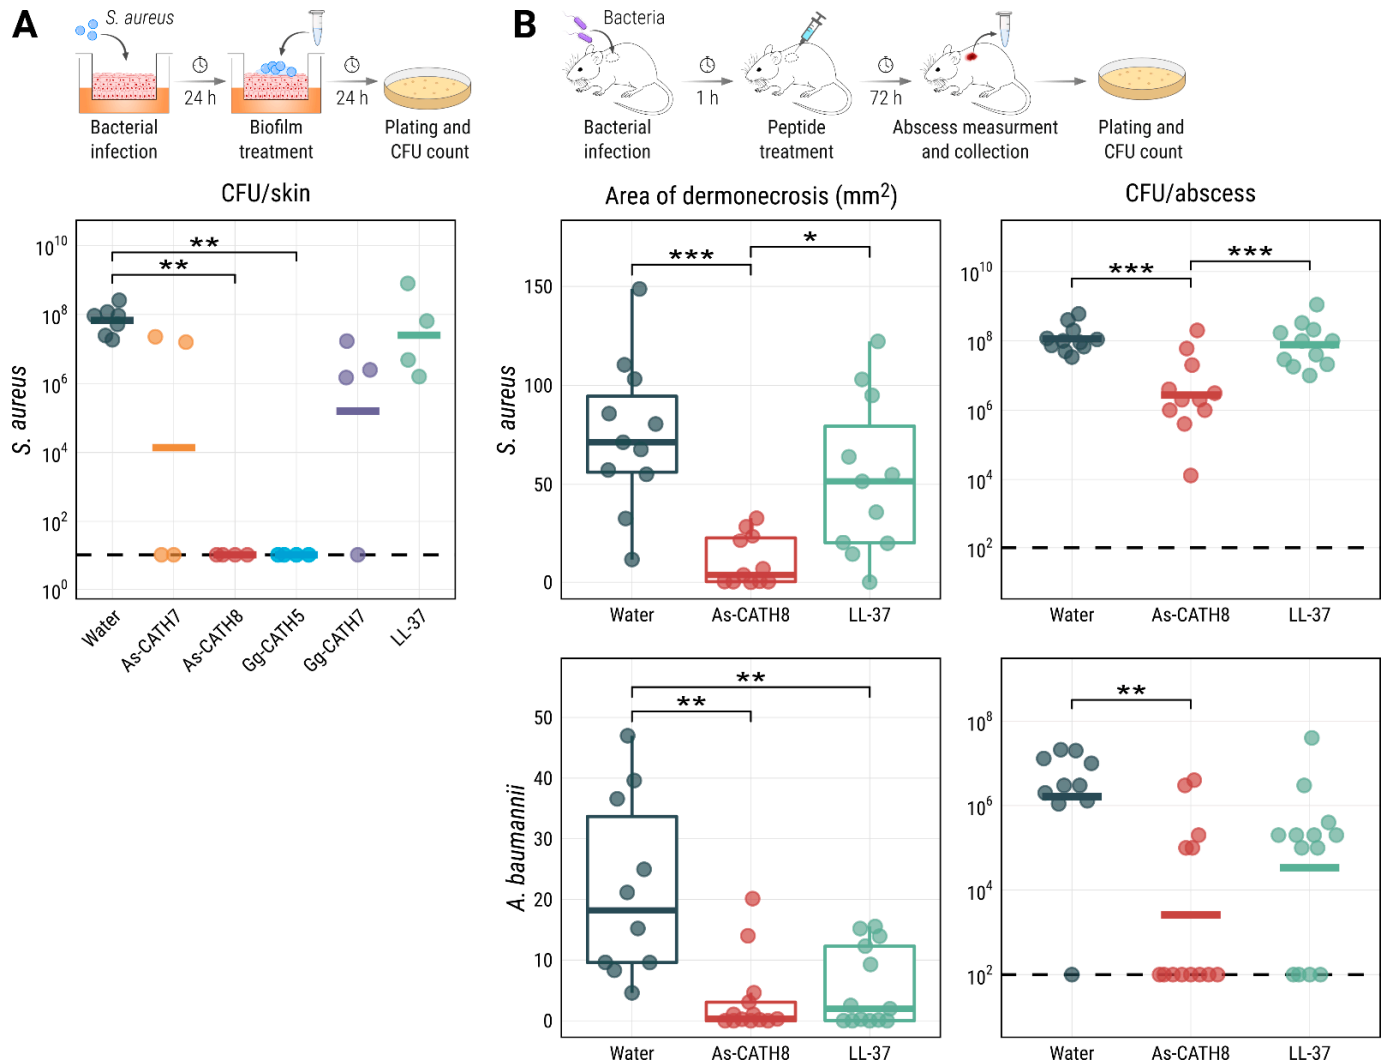 A
S. aureus
24 h
24 h
Bacterial
infection
Biofilm
treatment
Plating and
CFU count
B
Bacteria
1 h
72 h
Bacterial
infection
Peptide
treatment
Abscess measurment
and collection
Plating and
CFU count
CFU/skin
S. aureus
10^10
10^8
10^6
10^4
10^2
10^0
**
**
Water
As-CATH7
As-CATH8
Gg-CATH5
Gg-CATH7
LL-37
Area of dermonecrosis (mm²)
S. aureus
150
100
50
0
***
*
Water
As-CATH8
LL-37
CFU/abscess
10^10
10^8
10^6
10^4
10^2
***
***
Water
As-CATH8
LL-37
A. baumannii
50
40
30
20
10
0
**
**
Water
As-CATH8
LL-37
10^8
10^6
10^4
10^2
**
Water
As-CATH8
LL-37